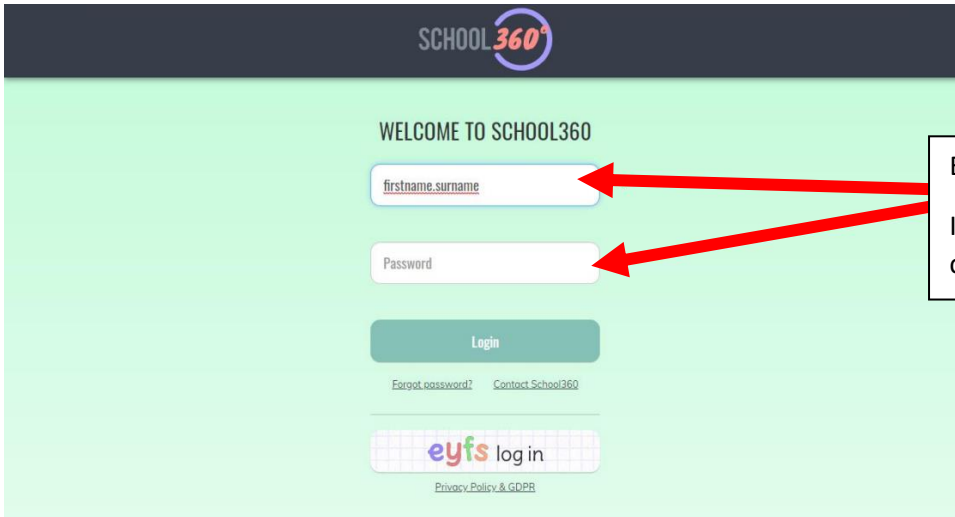 SCHOOL360°
WELCOME TO SCHOOL360
firstname.surname
Password
Login
Forgot password? Contact School360
eyfs log in
Privacy Policy & GDPR